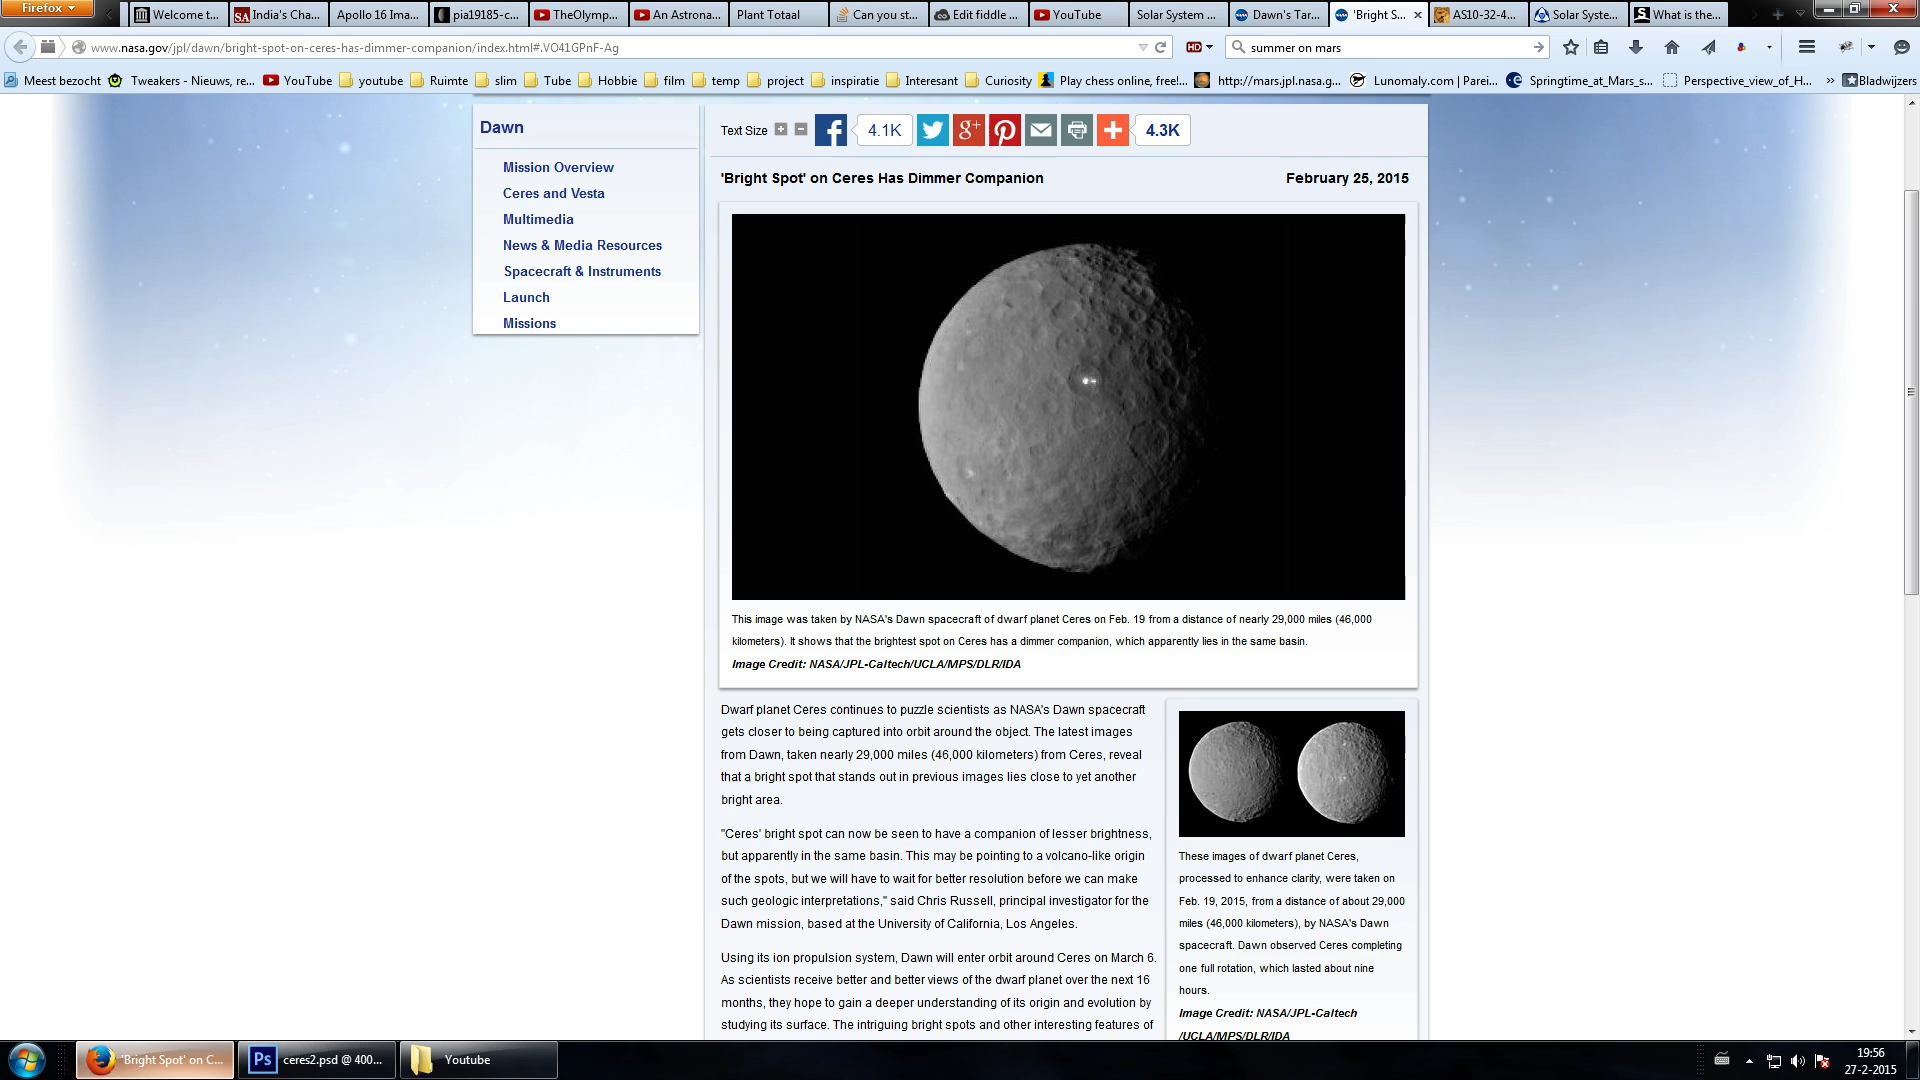 Firefox
Welcome t...
SA India's Cha...
Apollo 16 Ima...
pia19185-c...
TheOlymp...
An Astrona...
Plant Totaal
Can you st...
Edit fiddle ...
YouTube
Solar System ...
Dawn's Tar...
'Bright S...
AS10-32-4...
Solar Syste...
S What is the...
www.nasa.gov/jpl/dawn/bright-spot-on-ceres-has-dimmer-companion/index.html#.VO41GPnF-Ag
HD
summer on mars
Meest bezocht
Tweakers - Nieuws, re...
YouTube
youtube
Ruimte
slim
Tube
Hobbie
film
temp
project
inspiratie
Interesant
Curiosity
Play chess online, free!...
http://mars.jpl.nasa.g...
Lunomaly.com | Parei...
Springtime_at_Mars_s...
Perspective_view_of_H...
Bladwijzers
Dawn
Mission Overview
Ceres and Vesta
Multimedia
News & Media Resources
Spacecraft & Instruments
Launch
Missions
Text Size
4.1K
4.3K
'Bright Spot' on Ceres Has Dimmer Companion
February 25, 2015
This image was taken by NASA's Dawn spacecraft of dwarf planet Ceres on Feb. 19 from a distance of nearly 29,000 miles (46,000
kilometers). It shows that the brightest spot on Ceres has a dimmer companion, which apparently lies in the same basin.
Image Credit: NASA/JPL-Caltech/UCLA/MPS/DLR/IDA
Dwarf planet Ceres continues to puzzle scientists as NASA's Dawn spacecraft
gets closer to being captured into orbit around the object. The latest images
from Dawn, taken nearly 29,000 miles (46,000 kilometers) from Ceres, reveal
that a bright spot that stands out in previous images lies close to yet another
bright area.
"Ceres' bright spot can now be seen to have a companion of lesser brightness,
but apparently in the same basin. This may be pointing to a volcano-like origin
of the spots, but we will have to wait for better resolution before we can make
such geologic interpretations," said Chris Russell, principal investigator for the
Dawn mission, based at the University of California, Los Angeles.
Using its ion propulsion system, Dawn will enter orbit around Ceres on March 6.
As scientists receive better and better views of the dwarf planet over the next 16
months, they hope to gain a deeper understanding of its origin and evolution by
studying its surface. The intriguing bright spots and other interesting features of
These images of dwarf planet Ceres,
processed to enhance clarity, were taken on
Feb. 19, 2015, from a distance of about 29,000
miles (46,000 kilometers), by NASA's Dawn
spacecraft. Dawn observed Ceres completing
one full rotation, which lasted about nine
hours.
Image Credit: NASA/JPL-Caltech
/UCLA/MPS/DLR/IDA
'Bright Spot' on C...
Ps ceres2.psd @ 400...
Youtube
19:56
27-2-2015